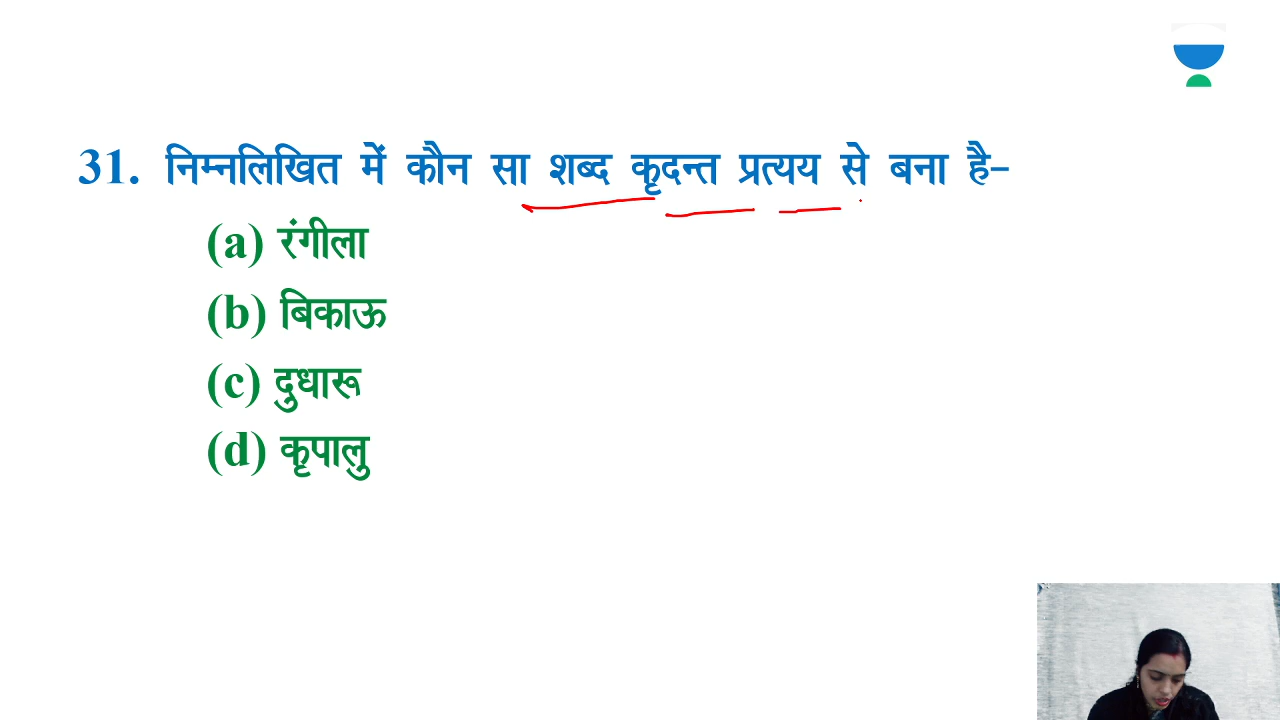 31. निम्नलिखित में कौन सा शब्द कृदन्त प्रत्यय से बना है-
(a) रंगीला
(b) बिकाऊ
(c) दुधारू
(d) कृपालु